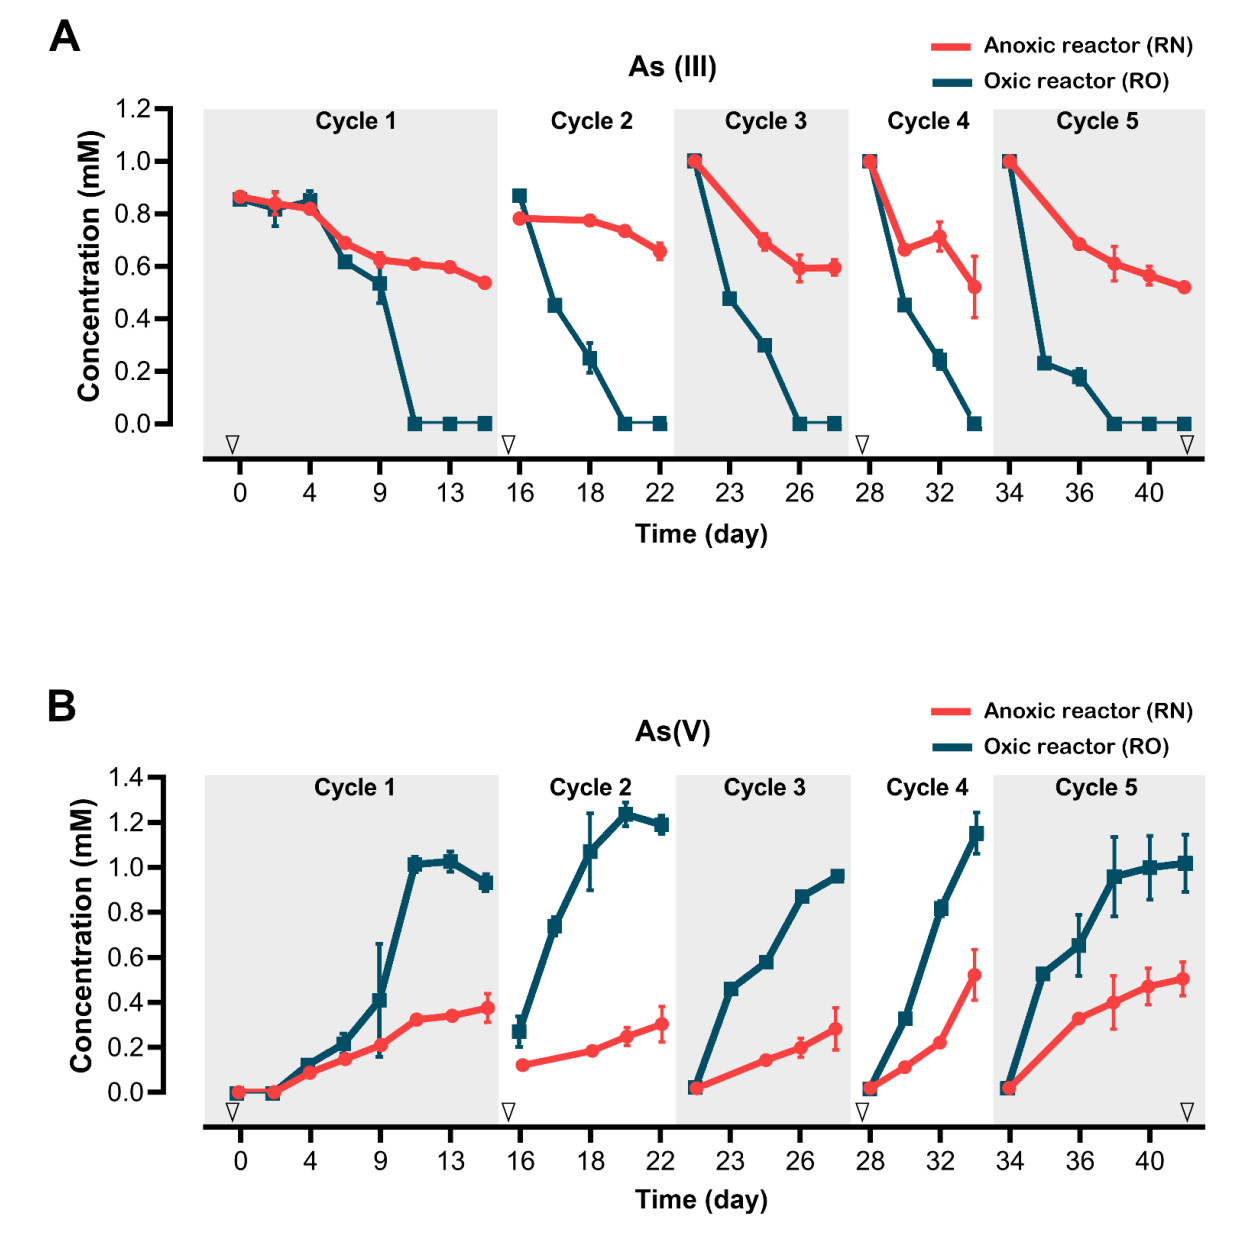 A
Anoxic reactor (RN)
Oxic reactor (RO)
As (III)
Cycle 1 Cycle 2 Cycle 3 Cycle 4 Cycle 5
Concentration (mM)
1.2
1.0
0.8
0.6
0.4
0.2
0.0
0 4 9 13 16 18 22 23 26 28 32 34 36 40
Time (day)
B
Anoxic reactor (RN)
Oxic reactor (RO)
As(V)
Cycle 1 Cycle 2 Cycle 3 Cycle 4 Cycle 5
Concentration (mM)
1.4
1.2
1.0
0.8
0.6
0.4
0.2
0.0
0 4 9 13 16 18 22 23 26 28 32 34 36 40
Time (day)